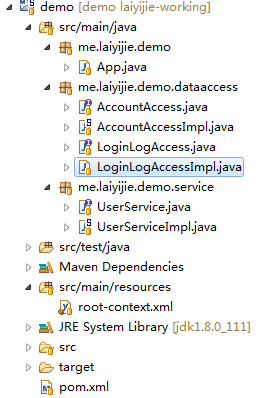 demo [demo laiyijie-working]
src/main/java
me.laiyijie.demo
App.java
me.laiyijie.demo.dataaccess
AccountAccess.java
AccountAccessImpl.java
LoginLogAccess.java
LoginLogAccessImpl.java
me.laiyijie.demo.service
UserService.java
UserServiceImpl.java
src/test/java
Maven Dependencies
src/main/resources
root-context.xml
JRE System Library [jdk1.8.0_111]
src
target
pom.xml